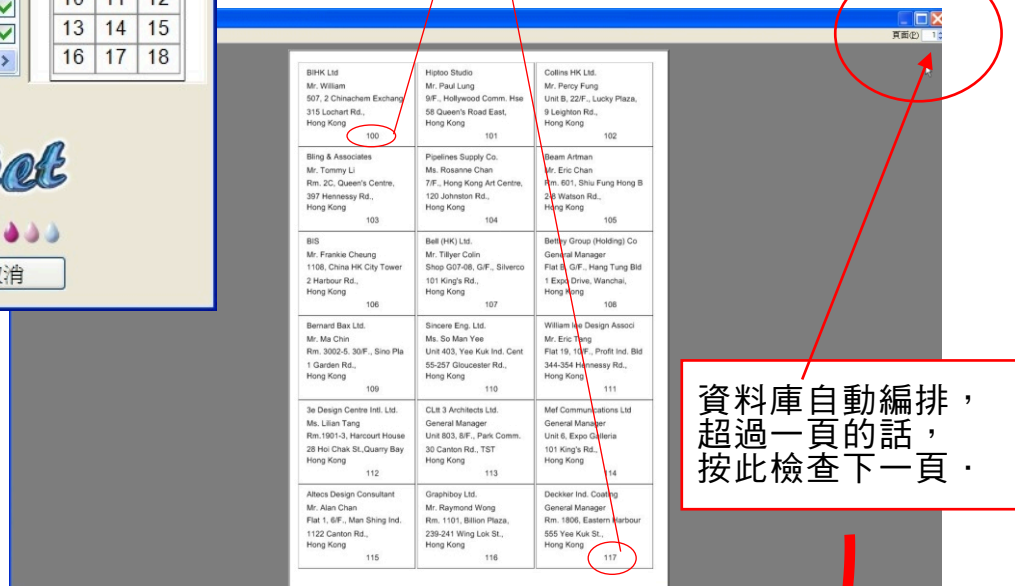 13 14 15
16 17 18
頁面(P) 1
BIHK Ltd
Mr. William
507, 2 Chinachem Exchang
315 Lochart Rd.,
Hong Kong
100
Hiptoo Studio
Mr. Paul Lung
9/F., Hollywood Comm. Hse
58 Queen's Road East,
Hong Kong
101
Collins HK Ltd.
Mr. Percy Fung
Unit B, 22/F., Lucky Plaza,
9 Leighton Rd.,
Hong Kong
102
Bling & Associates
Mr. Tommy Li
Rm. 2C, Queen's Centre,
397 Hennessy Rd.,
Hong Kong
103
Pipelines Supply Co.
Ms. Rosanne Chan
7/F., Hong Kong Art Centre,
120 Johnston Rd.,
Hong Kong
104
Beam Artman
Mr. Eric Chan
Rm. 601, Shiu Fung Hong B
2-8 Watson Rd.,
Hong Kong
105
BIS
Mr. Frankie Cheung
1108, China HK City Tower
2 Harbour Rd.,
Hong Kong
106
Bell (HK) Ltd.
Mr. Tillyer Colin
Shop G07-08, G/F., Silverco
101 King's Rd.,
Hong Kong
107
Bettey Group (Holding) Co
General Manager
Flat B, G/F., Hang Tung Bld
1 Expo Drive, Wanchai,
Hong Kong
108
Bernard Bax Ltd.
Mr. Ma Chin
Rm. 3002-5. 30/F., Sino Pla
1 Garden Rd.,
Hong Kong
109
Sincere Eng. Ltd.
Ms. So Man Yee
Unit 403, Yee Kuk Ind. Cent
55-257 Gloucester Rd.,
Hong Kong
110
William lee Design Associ
Mr. Eric Tang
Flat 19, 10/F., Profit Ind. Bld
344-354 Hennessy Rd.,
Hong Kong
111
3e Design Centre Intl. Ltd.
Ms. Lilian Tang
Rm.1901-3, Harcourt House
28 Hoi Chak St.,Quarry Bay
Hong Kong
112
CLtt 3 Architects Ltd.
General Manager
Unit 803, 8/F., Park Comm.
30 Canton Rd., TST
Hong Kong
113
Mef Communications Ltd
General Manager
Unit 6, Expo Galleria
101 King's Rd.,
Hong Kong
114
Altecs Design Consultant
Mr. Alan Chan
Flat 1, 6/F., Man Shing Ind.
1122 Canton Rd.,
Hong Kong
115
Graphiboy Ltd.
Mr. Raymond Wong
Rm. 1101, Billion Plaza,
239-241 Wing Lok St.,
Hong Kong
116
Deckker Ind. Coating
General Manager
Rm. 1806, Eastern Harbour
555 Yee Kuk St.,
Hong Kong
117
消
資料庫自動編排，
超過一頁的話，
按此檢查下一頁．